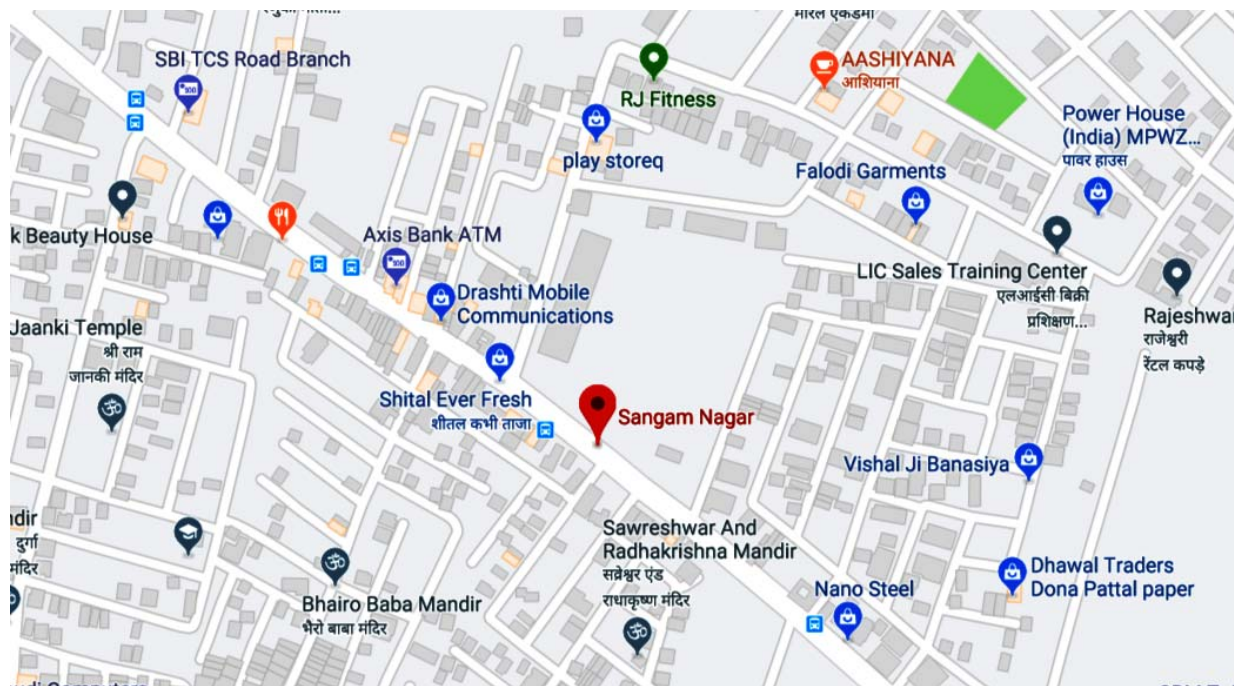 SBI TCS Road Branch
AASHIYANA
आशियाना
RJ Fitness
Power House
(India) MPWZ...
पावर हाउस
play storeq
Falodi Garments
k Beauty House
Axis Bank ATM
LIC Sales Training Center
एलआईसी बिक्री
प्रशिक्षण...
Drashti Mobile
Communications
Rajeshwar
राजेश्वरी
रेंटल कपड़े
Jaanki Temple
श्री राम
जानकी मंदिर
Shital Ever Fresh
शीतल कभी ताजा
Sangam Nagar
Vishal Ji Banasiya
ndir
दुर्गा
मंदिर
Sawreshwar And
Radhakrishna Mandir
सव्रेश्वर एंड
राधाकृष्ण मंदिर
Bhairo Baba Mandir
भैरो बाबा मंदिर
Nano Steel
Dhawal Traders
Dona Pattal paper